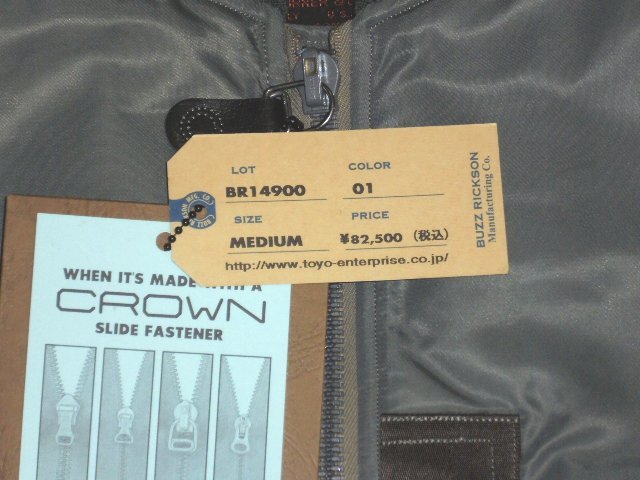 LOT
COLOR
BR14900
01
SIZE
PRICE
MEDIUM
¥82,500 (税込)
http://www.toyo-enterprise.co.jp/
BUZZ RICKSON
Manufacturing Co.
WHEN IT'S MADE WITH A
CROWN
SLIDE FASTENER